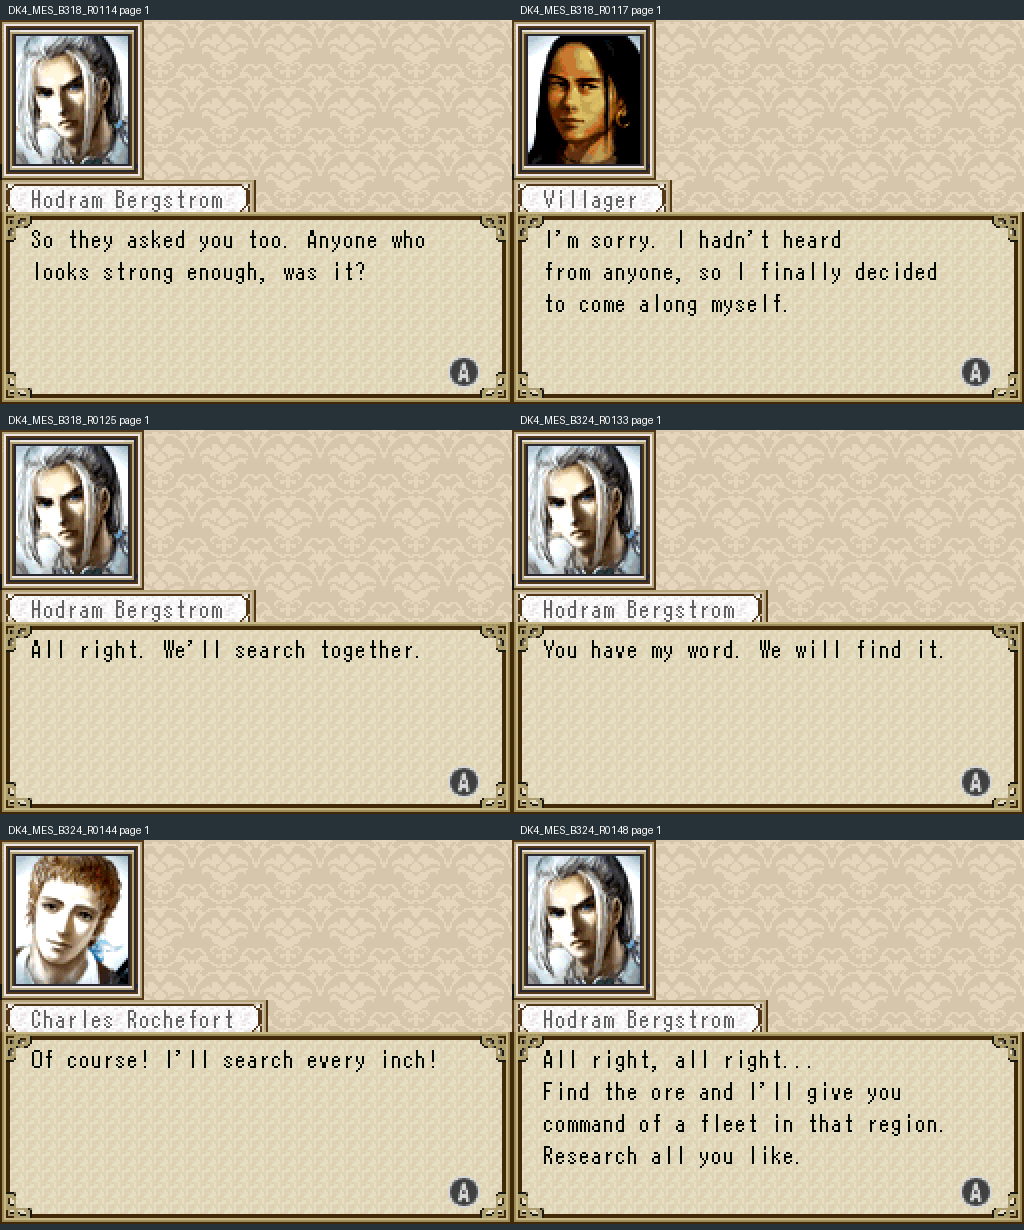 DK4_MES_B318_R0114 page 1
Hodram Bergstrom
So they asked you too. Anyone who
looks strong enough, was it?
A
DK4_MES_B318_R0117 page 1
Villager
I'm sorry. I hadn't heard
from anyone, so I finally decided
to come along myself.
A
DK4_MES_B318_R0125 page 1
Hodram Bergstrom
All right. We'll search together.
A
DK4_MES_B324_R0133 page 1
Hodram Bergstrom
You have my word. We will find it.
A
DK4_MES_B324_R0144 page 1
Charles Rochefort
Of course! I'll search every inch!
A
DK4_MES_B324_R0148 page 1
Hodram Bergstrom
All right, all right...
Find the ore and I'll give you
command of a fleet in that region.
Research all you like.
A